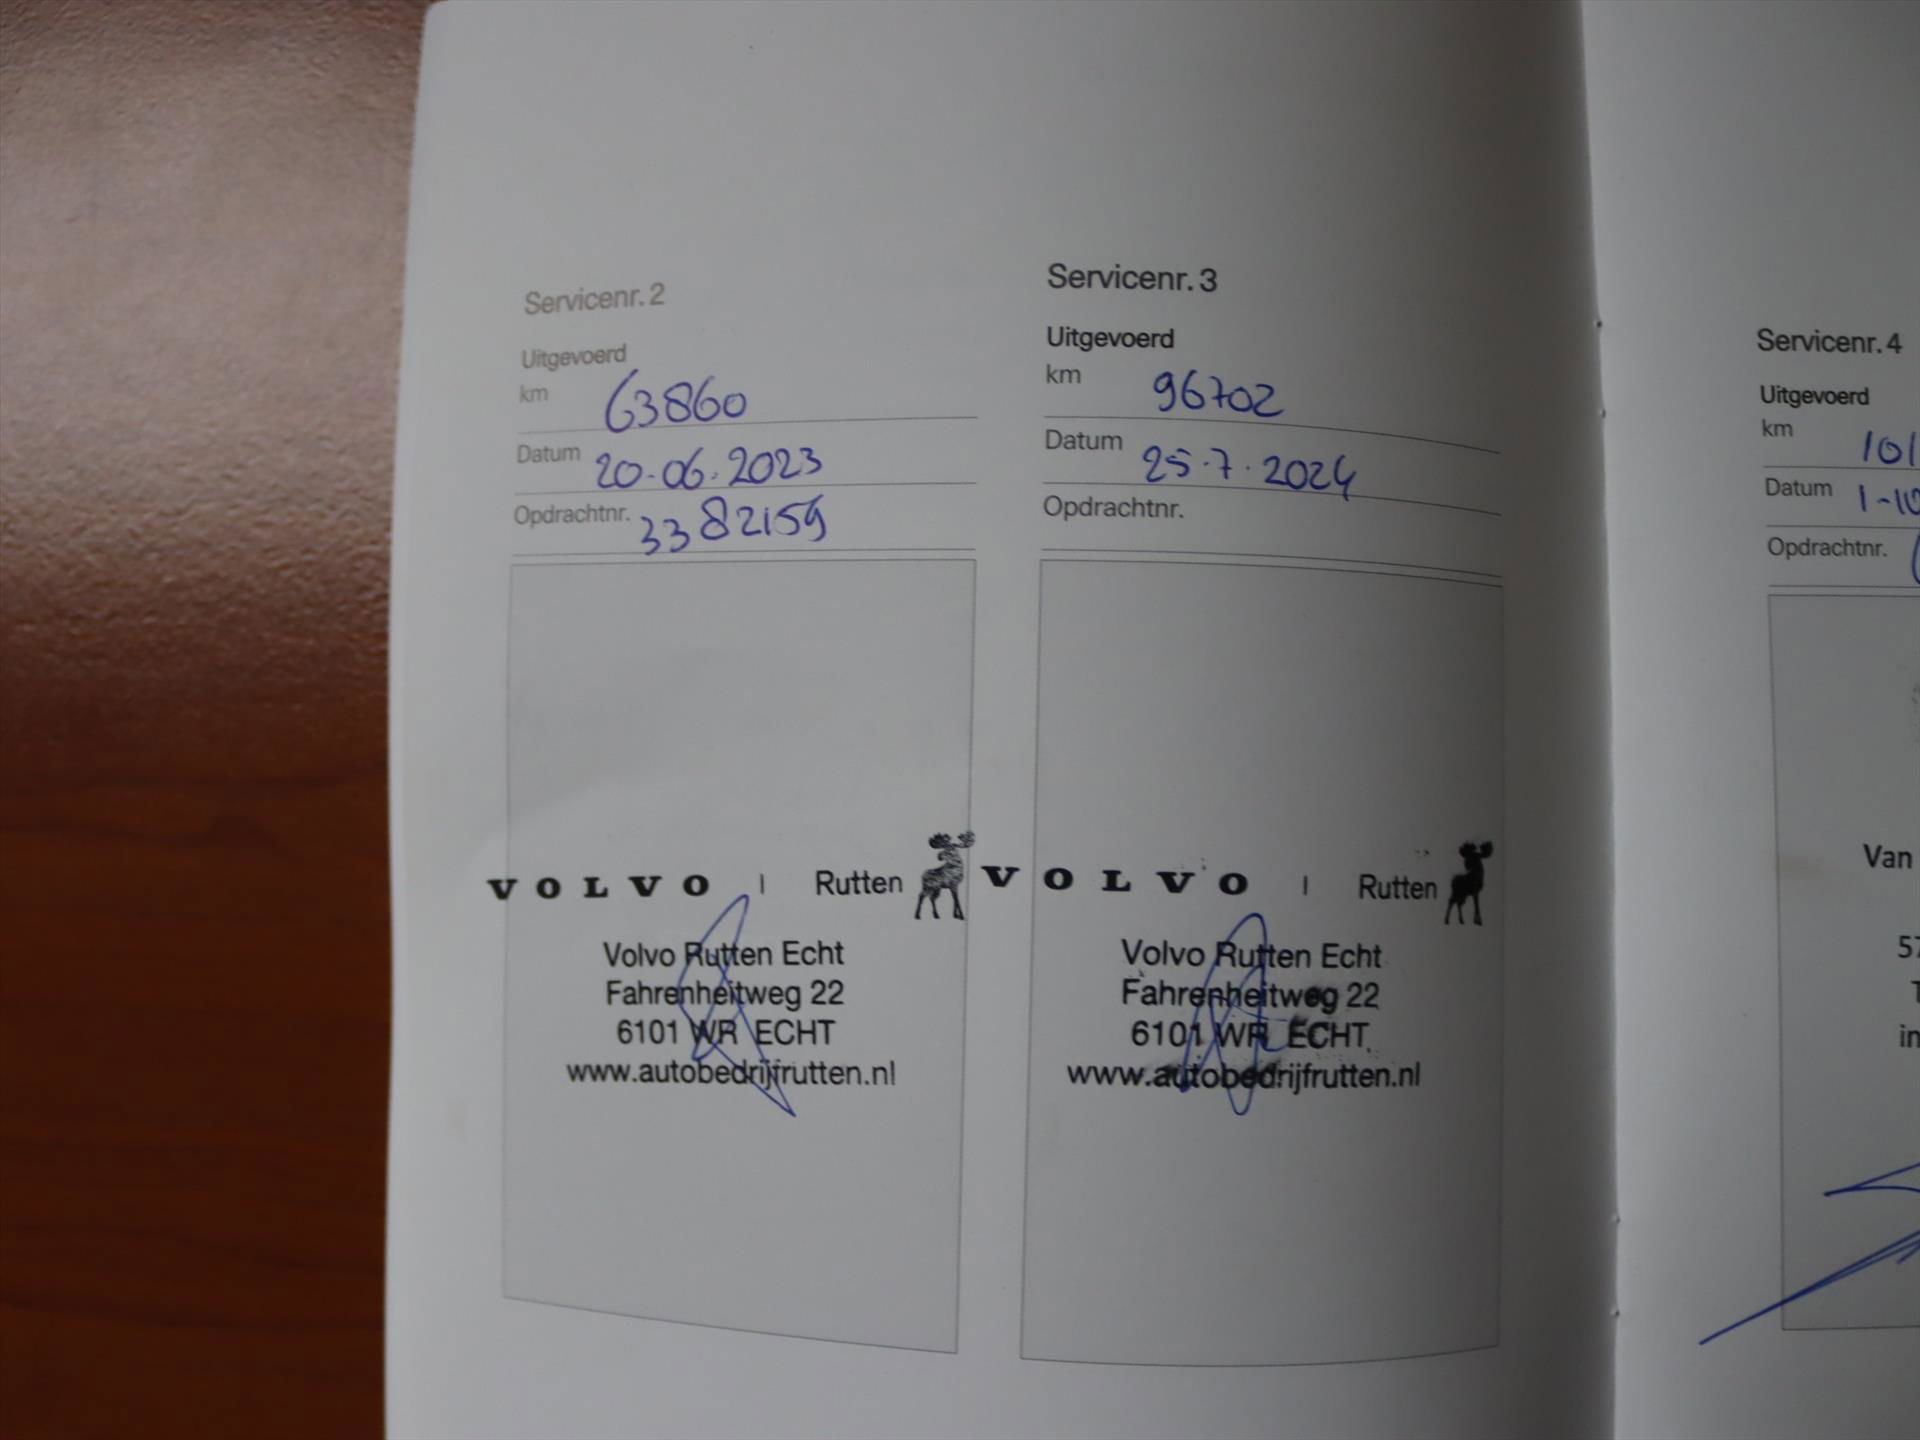 Servicenr. 2
Uitgevoerd
km 63860
Datum 20-06-2023
Opdrachtnr. 3382159
VOLVO | Rutten
Volvo Rutten Echt
Fahrenheitweg 22
6101 WR ECHT
www.autobedrijfrutten.nl
Servicenr. 3
Uitgevoerd
km 96702
Datum 25.7.2024
Opdrachtnr.
VOLVO | Rutten
Volvo Rutten Echt
Fahrenheitweg 22
6101 WR ECHT
www.autobedrijfrutten.nl
Servicenr. 4
Uitgevoerd
km
Datum
Opdrachtnr.
Van